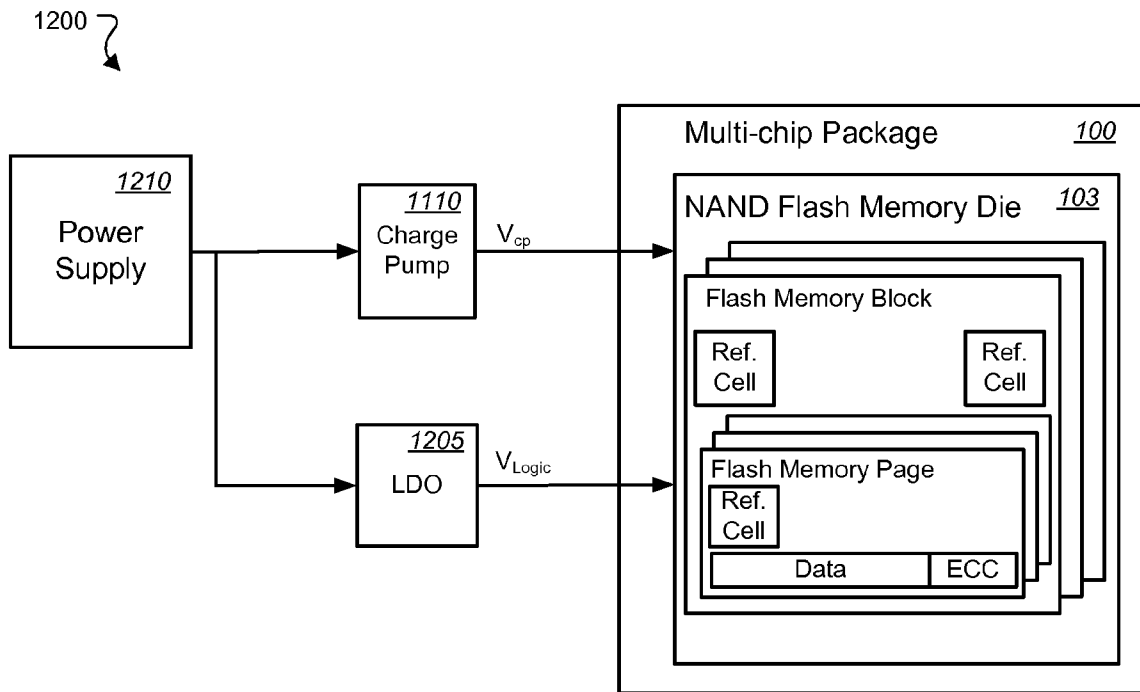 1200
Multi-chip Package 100
1210
Power
Supply
1110
Charge
Pump
Vcp
NAND Flash Memory Die 103
Flash Memory Block
Ref.
Cell
Ref.
Cell
1205
LDO
VLogic
Flash Memory Page
Ref.
Cell
Data
ECC